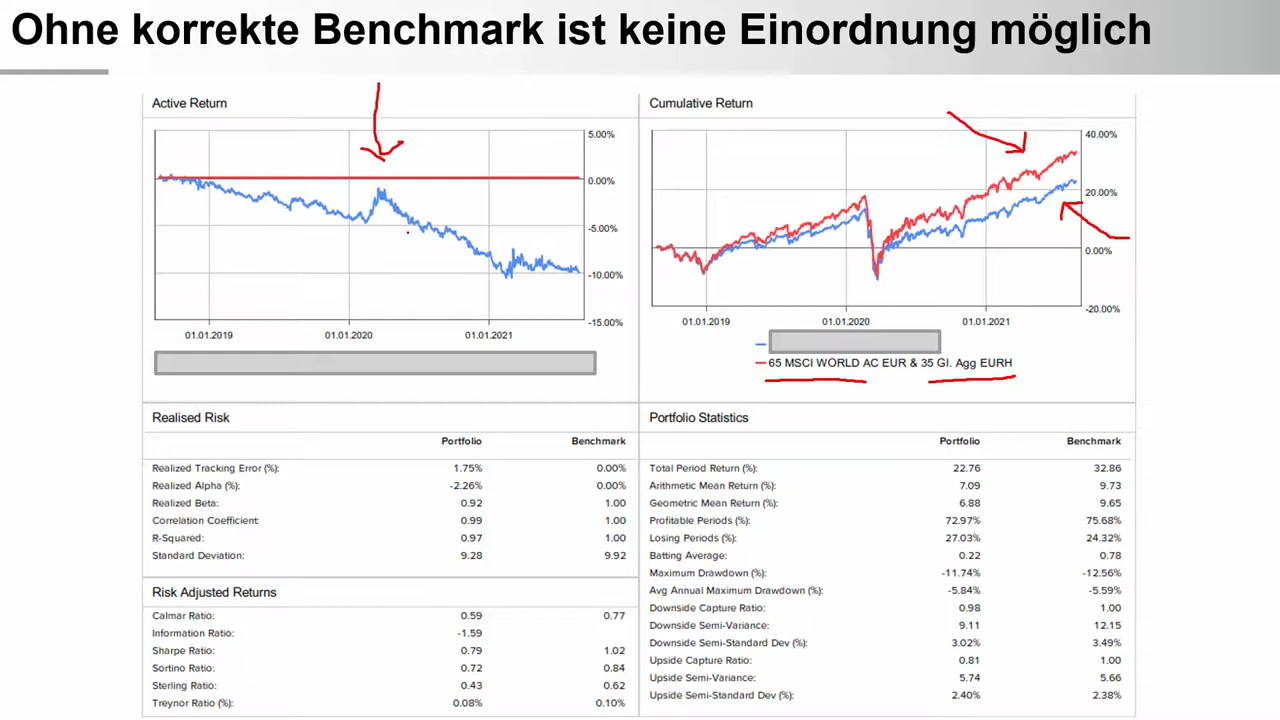 Ohne korrekte Benchmark ist keine Einordnung möglich
Active Return
5.00%
0.00%
-5.00%
-10.00%
-15.00%
01.01.2019 01.01.2020 01.01.2021
Cumulative Return
40.00%
20.00%
0.00%
-20.00%
01.01.2019 01.01.2020 01.01.2021
65 MSCI WORLD AC EUR & 35 Gl. Agg EURH
Realised Risk
Portfolio Benchmark
Realized Tracking Error (%): 1.75% 0.00%
Realized Alpha (%): -2.26% 0.00%
Realized Beta: 0.92 1.00
Correlation Coefficient: 0.99 1.00
R-Squared: 0.97 1.00
Standard Deviation: 9.28 9.92
Risk Adjusted Returns
Calmar Ratio: 0.59 0.77
Information Ratio: -1.59
Sharpe Ratio: 0.79 1.02
Sortino Ratio: 0.72 0.84
Sterling Ratio: 0.43 0.62
Treynor Ratio (%): 0.08% 0.10%
Portfolio Statistics
Portfolio Benchmark
Total Period Return (%): 22.76 32.86
Arithmetic Mean Return (%): 7.09 9.73
Geometric Mean Return (%): 6.88 9.65
Profitable Periods (%): 72.97% 75.68%
Losing Periods (%): 27.03% 24.32%
Batting Average: 0.22 0.78
Maximum Drawdown (%): -11.74% -12.56%
Avg Annual Maximum Drawdown (%): -5.84% -5.59%
Downside Capture Ratio: 0.98 1.00
Downside Semi-Variance: 9.11 12.15
Downside Semi-Standard Dev (%): 3.02% 3.49%
Upside Capture Ratio: 0.81 1.00
Upside Semi-Variance: 5.74 5.66
Upside Semi-Standard Dev (%): 2.40% 2.38%